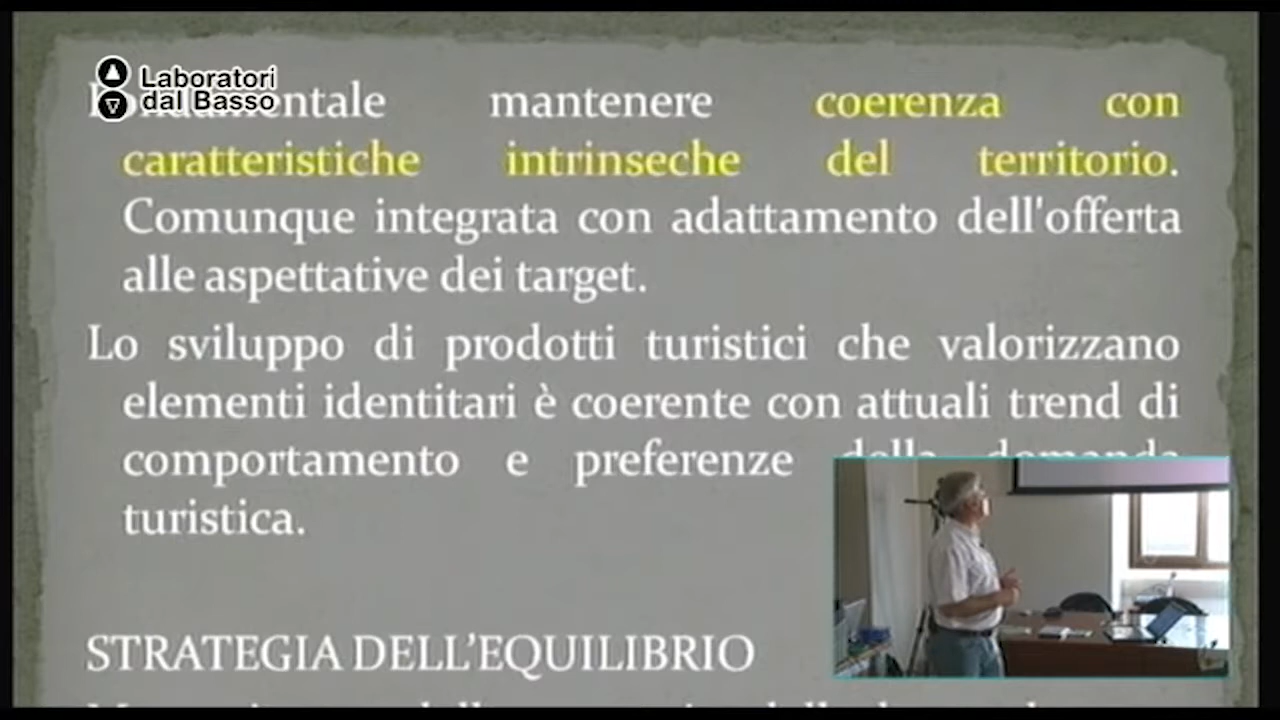 Laboratori
dal Basso
mantenere coerenza con
caratteristiche intrinseche del territorio.
Comunque integrata con adattamento dell'offerta
alle aspettative dei target.
Lo sviluppo di prodotti turistici che valorizzano
elementi identitari è coerente con attuali trend di
comportamento e preferenze della domanda
turistica.
STRATEGIA DELL'EQUILIBRIO